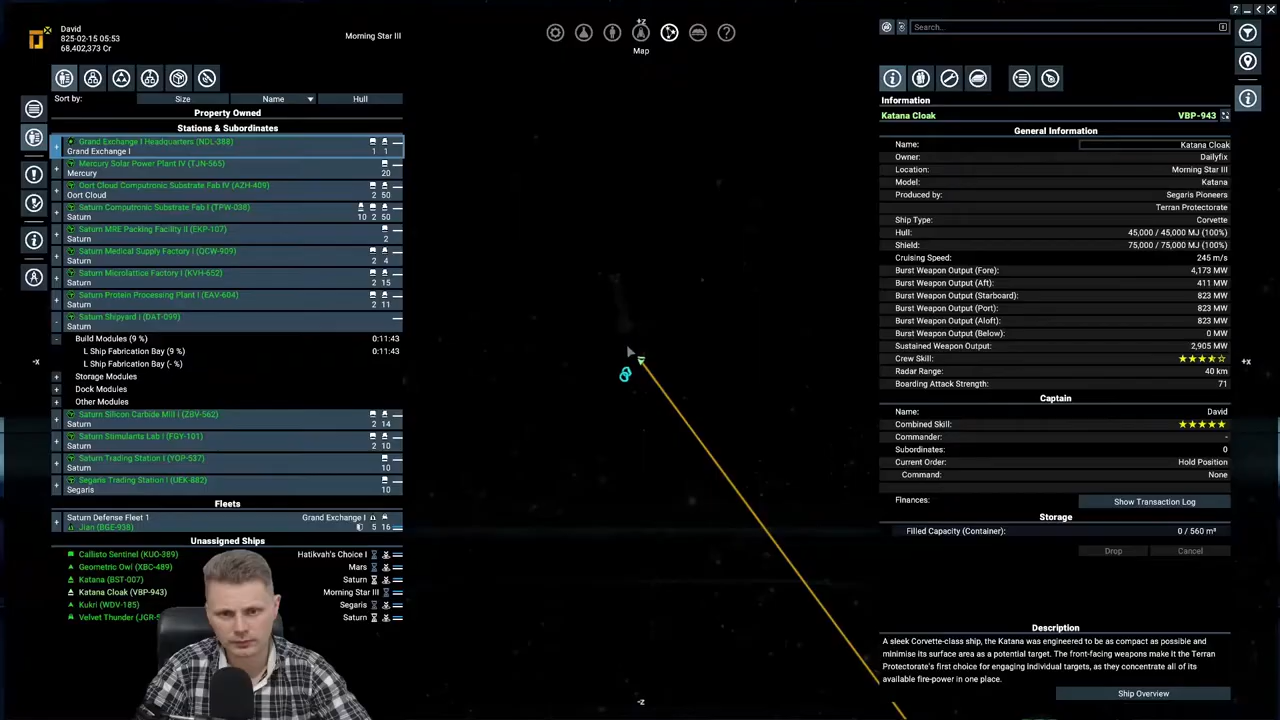 David
825-02-15 05:53
68,402,373 Cr
Morning Star III
+z
Map
Search...
Sort by:
Size
Name
Hull
Property Owned
Stations & Subordinates
Grand Exchange I Headquarters (NDL-388)
Grand Exchange I 1 1
Mercury Solar Power Plant IV (TJN-565)
Mercury 20
Oort Cloud Computronic Substrate Fab IV (AZH-409)
Oort Cloud 2 50
Saturn Computronic Substrate Fab I (TPW-038)
Saturn 10 2 50
Saturn MRE Packing Facility II (EKP-107)
Saturn 2
Saturn Medical Supply Factory I (QCW-909)
Saturn 2 4
Saturn Microlattice Factory I (KVH-652)
Saturn 2 15
Saturn Protein Processing Plant I (EAV-604)
Saturn 2 11
Saturn Shipyard I (DAT-099)
Saturn
Build Modules (9 %) 0:11:43
L Ship Fabrication Bay (9 %) 0:11:43
L Ship Fabrication Bay (- %)
Storage Modules
Dock Modules
Other Modules
Saturn Silicon Carbide Mill I (ZBV-562)
Saturn 2 14
Saturn Stimulants Lab I (FGY-101)
Saturn 2 10
Saturn Trading Station I (YOP-537)
Saturn 10
Segaris Trading Station I (UEK-882)
Segaris 10
Fleets
Saturn Defense Fleet 1 Grand Exchange I
Jian (BGE-938) 5 16
Unassigned Ships
Callisto Sentinel (KUO-389) Hatikvah's Choice I
Geometric Owl (XBC-489) Mars
Katana (BST-007) Saturn
Katana Cloak (VBP-943) Morning Star III
Kukri (WDV-185) Segaris
Velvet Thunder (JGR-5 Saturn
-x
+x
-z
Information
Katana Cloak VBP-943
General Information
Name: Katana Cloak
Owner: Dailyfix
Location: Morning Star III
Model: Katana
Produced by: Segaris Pioneers
Terran Protectorate
Ship Type: Corvette
Hull: 45,000 / 45,000 MJ (100%)
Shield: 75,000 / 75,000 MJ (100%)
Cruising Speed: 245 m/s
Burst Weapon Output (Fore): 4,173 MW
Burst Weapon Output (Aft): 411 MW
Burst Weapon Output (Starboard): 823 MW
Burst Weapon Output (Port): 823 MW
Burst Weapon Output (Aloft): 823 MW
Burst Weapon Output (Below): 0 MW
Sustained Weapon Output: 2,905 MW
Crew Skill:
Radar Range: 40 km
Boarding Attack Strength: 71
Captain
Name: David
Combined Skill:
Commander: -
Subordinates: 0
Current Order: Hold Position
Command: None
Finances: Show Transaction Log
Storage
Filled Capacity (Container): 0 / 560 m³
Drop
Cancel
Description
A sleek Corvette-class ship, the Katana was engineered to be as compact as possible and
minimise its surface area as a potential target. The front-facing weapons make it the Terran
Protectorate's first choice for engaging individual targets, as they concentrate all of its
available fire-power in one place.
Ship Overview